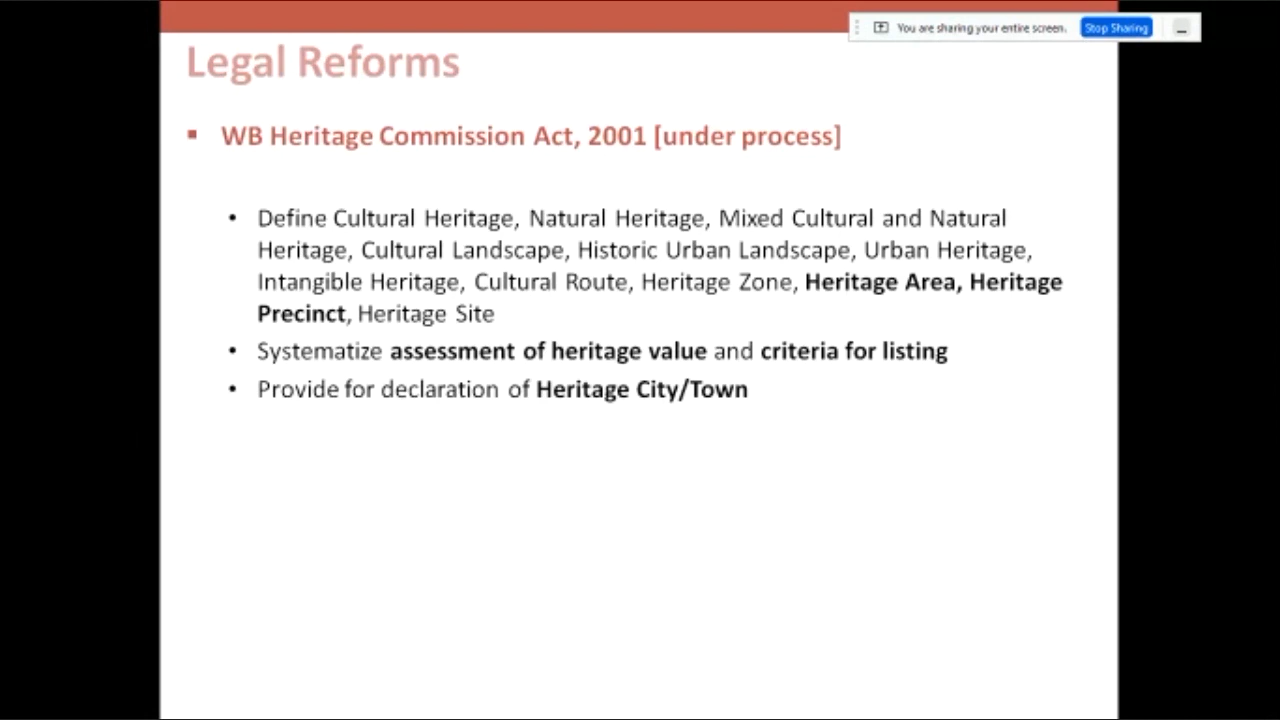 You are sharing your entire screen.
Stop Sharing
Legal Reforms
▪ WB Heritage Commission Act, 2001 [under process]
• Define Cultural Heritage, Natural Heritage, Mixed Cultural and Natural
Heritage, Cultural Landscape, Historic Urban Landscape, Urban Heritage,
Intangible Heritage, Cultural Route, Heritage Zone, Heritage Area, Heritage
Precinct, Heritage Site
• Systematize assessment of heritage value and criteria for listing
• Provide for declaration of Heritage City/Town